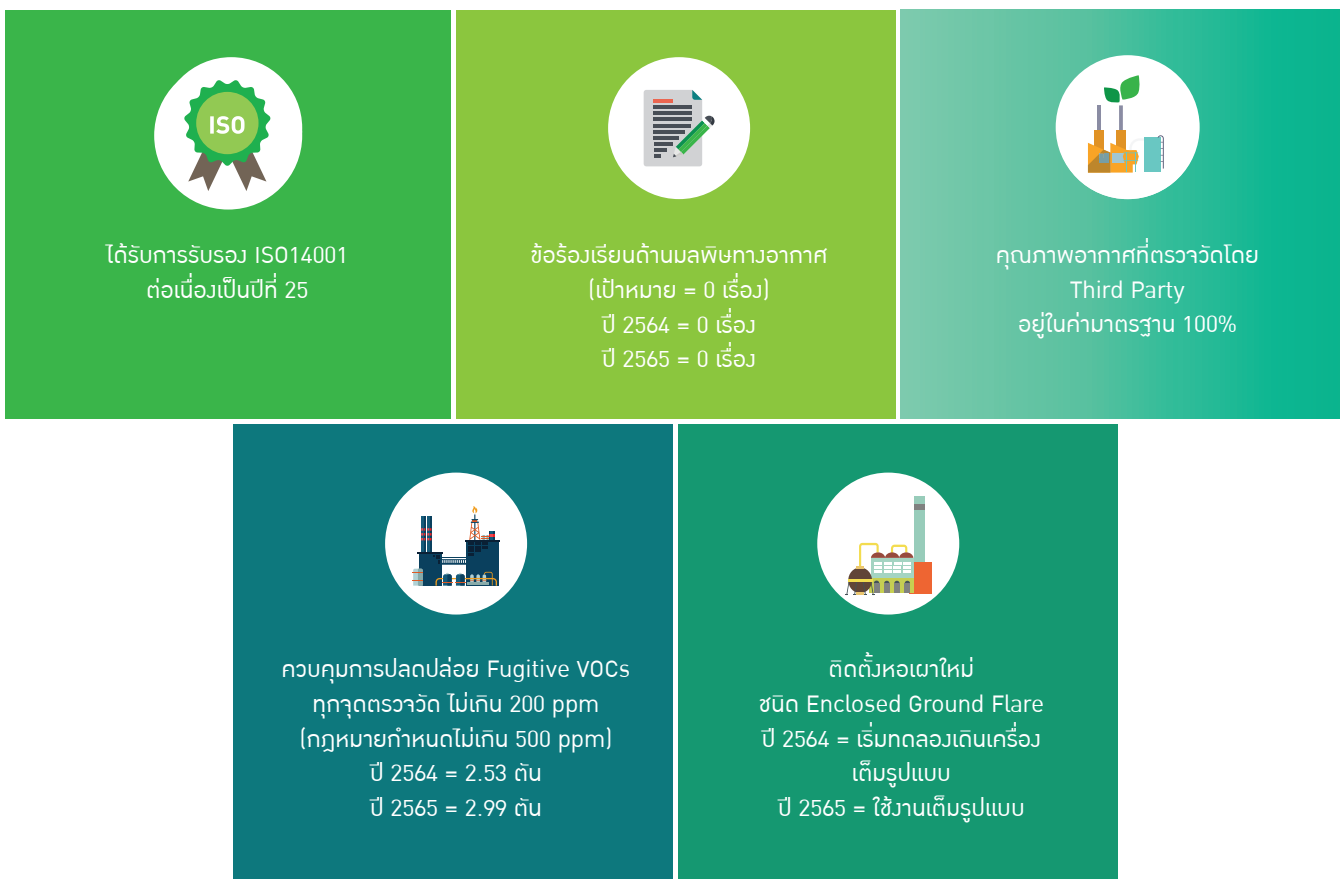 ISO
ได้รับการรับรอง ISO14001
ต่อเนื่องเป็นปีที่ 25
ข้อร้องเรียนด้านมลพิษทางอากาศ
(เป้าหมาย = 0 เรื่อง)
ปี 2564 = 0 เรื่อง
ปี 2565 = 0 เรื่อง
คุณภาพอากาศที่ตรวจวัดโดย
Third Party
อยู่ในค่ามาตรฐาน 100%
ควบคุมการปลดปล่อย Fugitive VOCs
ทุกจุดตรวจวัด ไม่เกิน 200 ppm
(กฎหมายกำหนดไม่เกิน 500 ppm)
ปี 2564 = 2.53 ตัน
ปี 2565 = 2.99 ตัน
ติดตั้งหอเผาใหม่
ชนิด Enclosed Ground Flare
ปี 2564 = เริ่มทดลองเดินเครื่อง
เต็มรูปแบบ
ปี 2565 = ใช้งานเต็มรูปแบบ